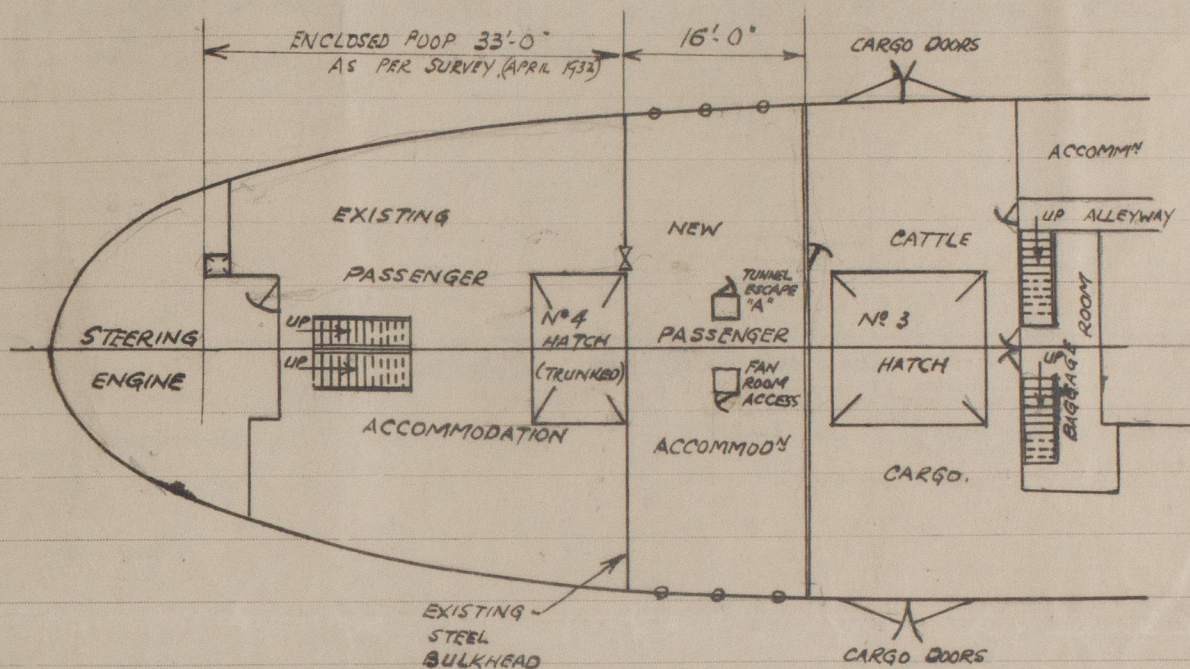 ENCLOSED POOP 33'-0"
AS PER SURVEY (APRIL 1932)
16'-0"
CARGO DOORS
ACCOMMN
EXISTING
NEW
UP ALLEYWAY
CATTLE
PASSENGER
TUNNEL
ESCAPE
"A"
ROOM
UP
No 4
HATCH
No 3
STEERING
PASSENGER
UP
(TRUNKED)
FAN
ROOM
ACCESS
HATCH
UP
BAGGAGE
ENGINE
ACCOMMODATION
ACCOMMODN
CARGO.
EXISTING
STEEL
BULKHEAD
CARGO DOORS